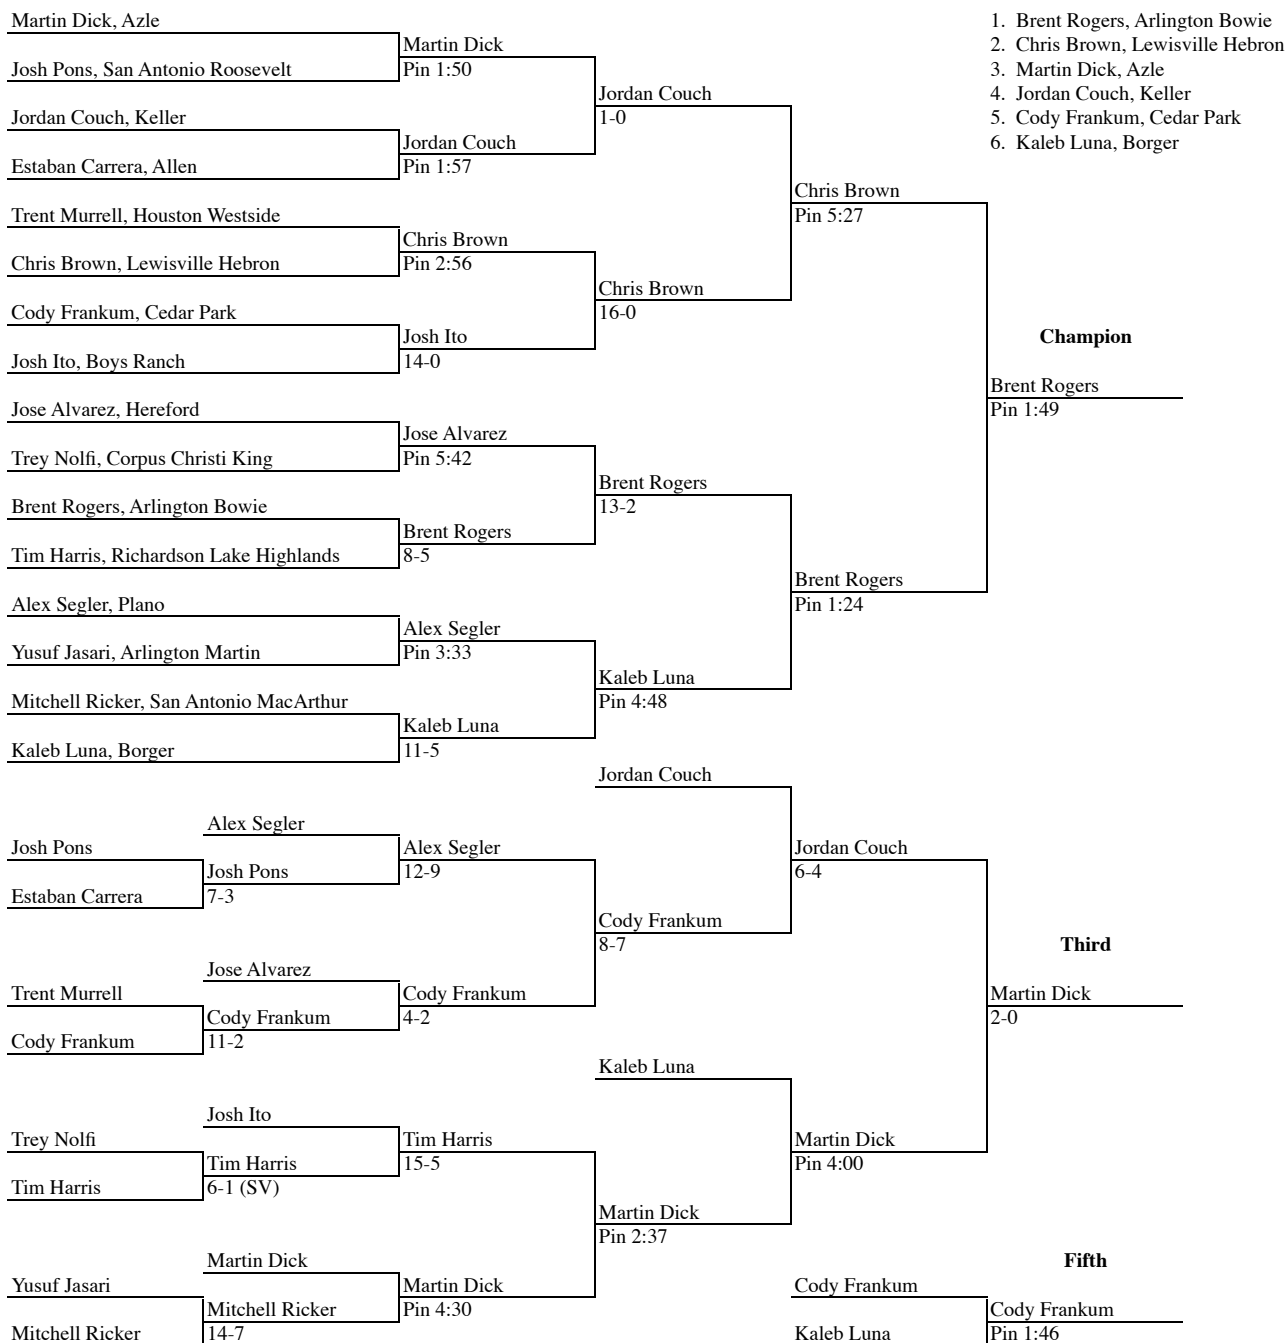 Martin Dick, Azle
Martin Dick
Josh Pons, San Antonio Roosevelt
Pin 1:50
Jordan Couch
Jordan Couch, Keller
1-0
Jordan Couch
Estaban Carrera, Allen
Pin 1:57
Chris Brown
Trent Murrell, Houston Westside
Pin 5:27
Chris Brown
Chris Brown, Lewisville Hebron
Pin 2:56
Chris Brown
Cody Frankum, Cedar Park
16-0
Josh Ito
Josh Ito, Boys Ranch
14-0
1. Brent Rogers, Arlington Bowie
2. Chris Brown, Lewisville Hebron
3. Martin Dick, Azle
4. Jordan Couch, Keller
5. Cody Frankum, Cedar Park
6. Kaleb Luna, Borger
Champion
Brent Rogers
Pin 1:49
Jose Alvarez, Hereford
Jose Alvarez
Trey Nolfi, Corpus Christi King
Pin 5:42
Brent Rogers
Brent Rogers, Arlington Bowie
13-2
Brent Rogers
Tim Harris, Richardson Lake Highlands
8-5
Brent Rogers
Alex Segler, Plano
Pin 1:24
Alex Segler
Yusuf Jasari, Arlington Martin
Pin 3:33
Kaleb Luna
Mitchell Ricker, San Antonio MacArthur
Pin 4:48
Kaleb Luna
Kaleb Luna, Borger
11-5
Jordan Couch
Alex Segler
Josh Pons
Alex Segler
Jordan Couch
Josh Pons
12-9
6-4
Estaban Carrera
7-3
Cody Frankum
8-7
Third
Jose Alvarez
Trent Murrell
Cody Frankum
Martin Dick
Cody Frankum
4-2
2-0
Cody Frankum
11-2
Kaleb Luna
Josh Ito
Trey Nolfi
Tim Harris
Martin Dick
Tim Harris
15-5
Pin 4:00
Tim Harris
6-1 (SV)
Martin Dick
Pin 2:37
Martin Dick
Fifth
Yusuf Jasari
Martin Dick
Cody Frankum
Mitchell Ricker
Pin 4:30
Cody Frankum
Mitchell Ricker
14-7
Kaleb Luna
Pin 1:46